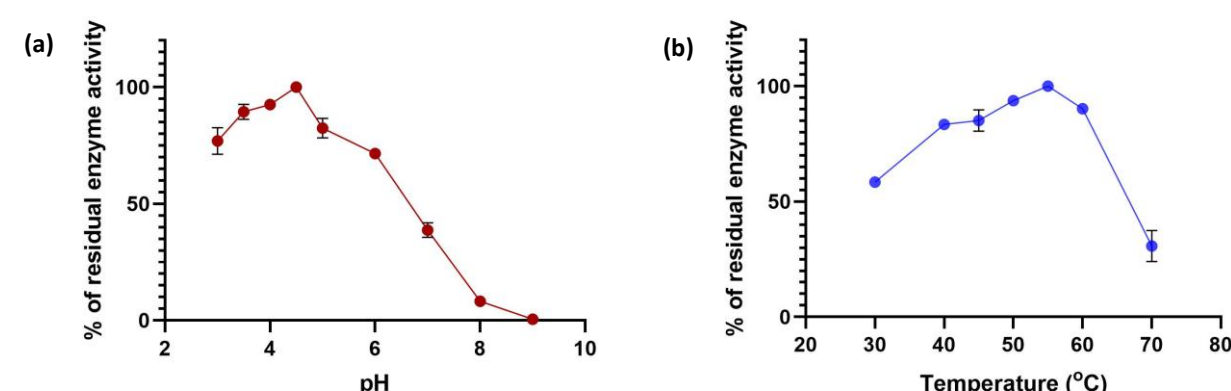 (a)
% of residual enzyme activity
100
50
0
2 4 6 8 10
pH
(b)
% of residual enzyme activity
100
50
0
20 30 40 50 60 70 80
Temperature (°C)